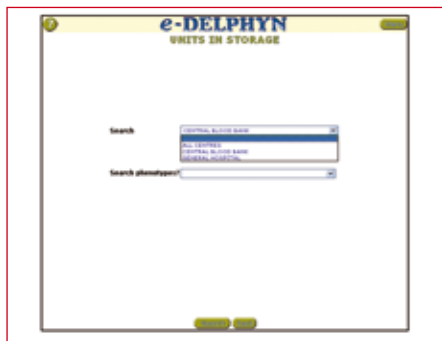 e-DELPHYN
UNITS IN STORAGE
Search
CENTRAL BLOOD BANK
ALL CENTRES
CENTRAL BLOOD BANK
GENERAL HOSPITAL
Search phenotypes?